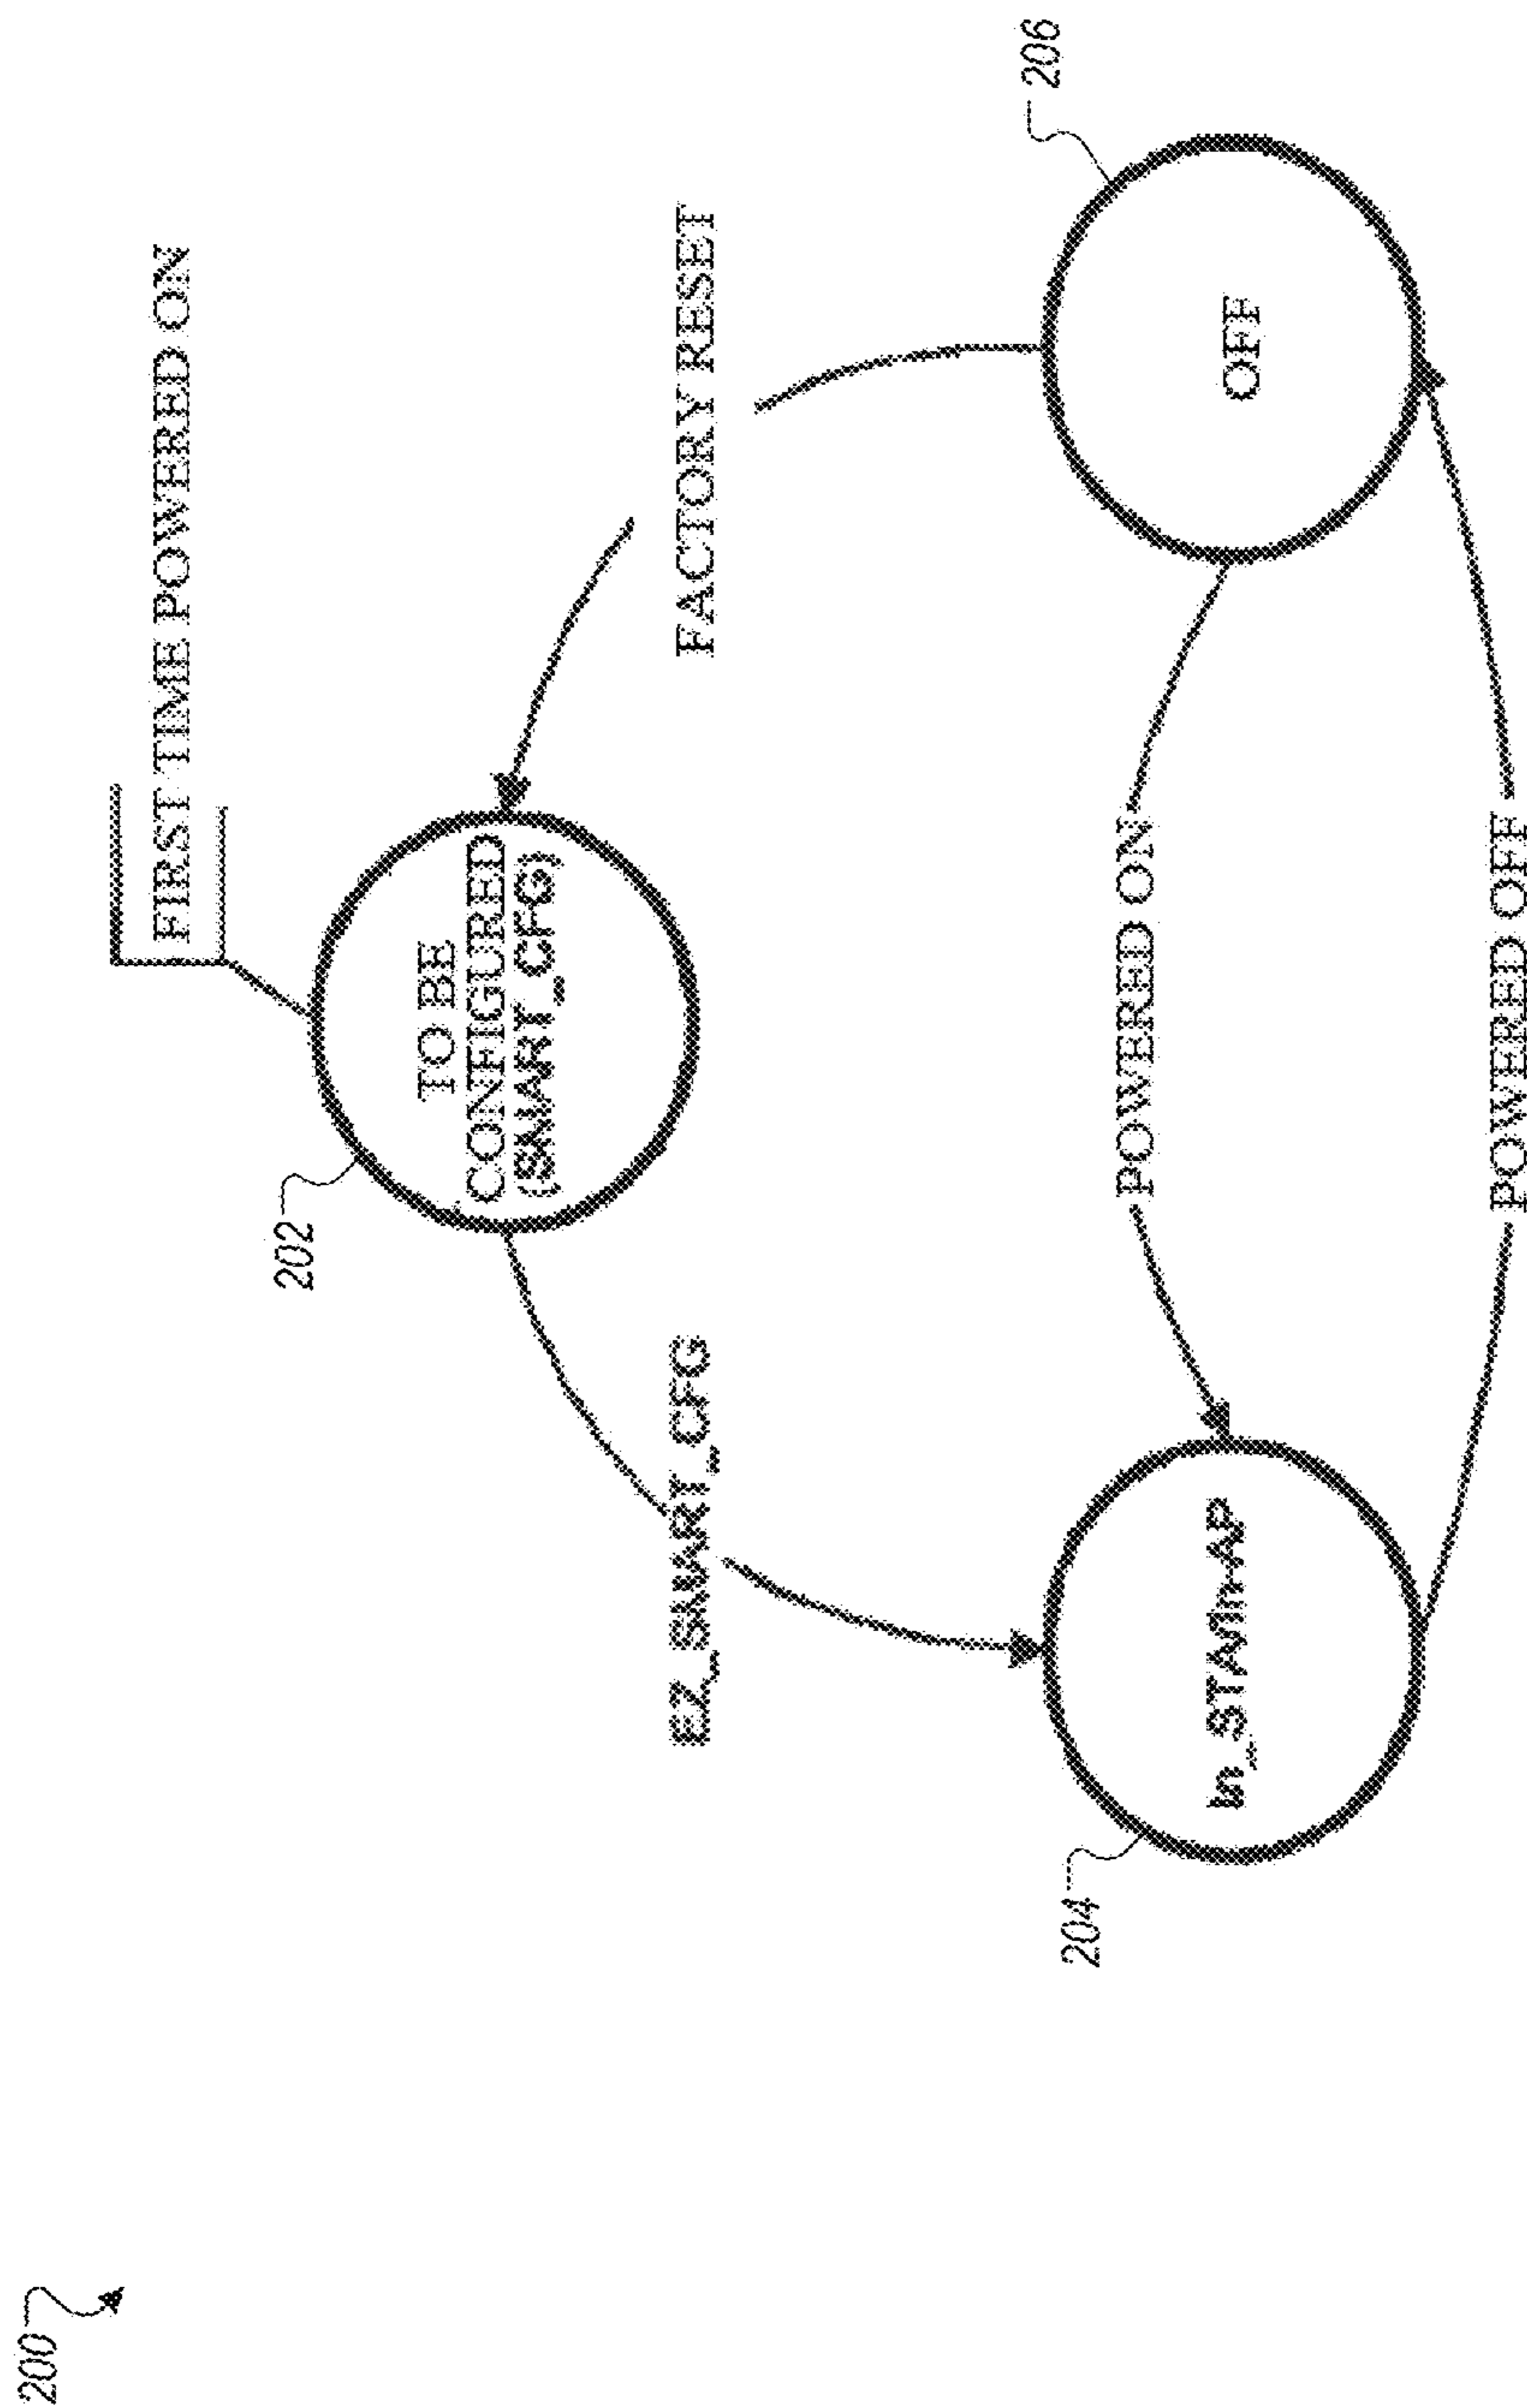 200
FIRST TIME POWERED ON
202
TO BE
CONFIGURED
(SMART_CFG)
EZ_SMART_CFG
FACTORY RESET
204
In_STA/In-AP
206
OFF
POWERED ON
POWERED OFF